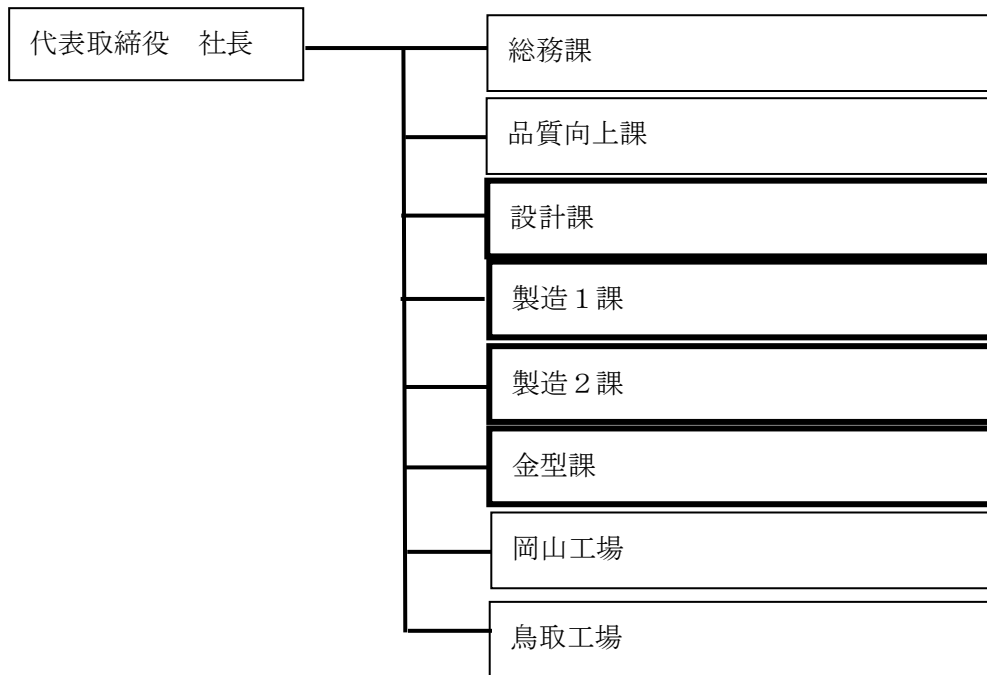 代表取締役　社長
総務課
品質向上課
設計課
製造１課
製造２課
金型課
岡山工場
鳥取工場